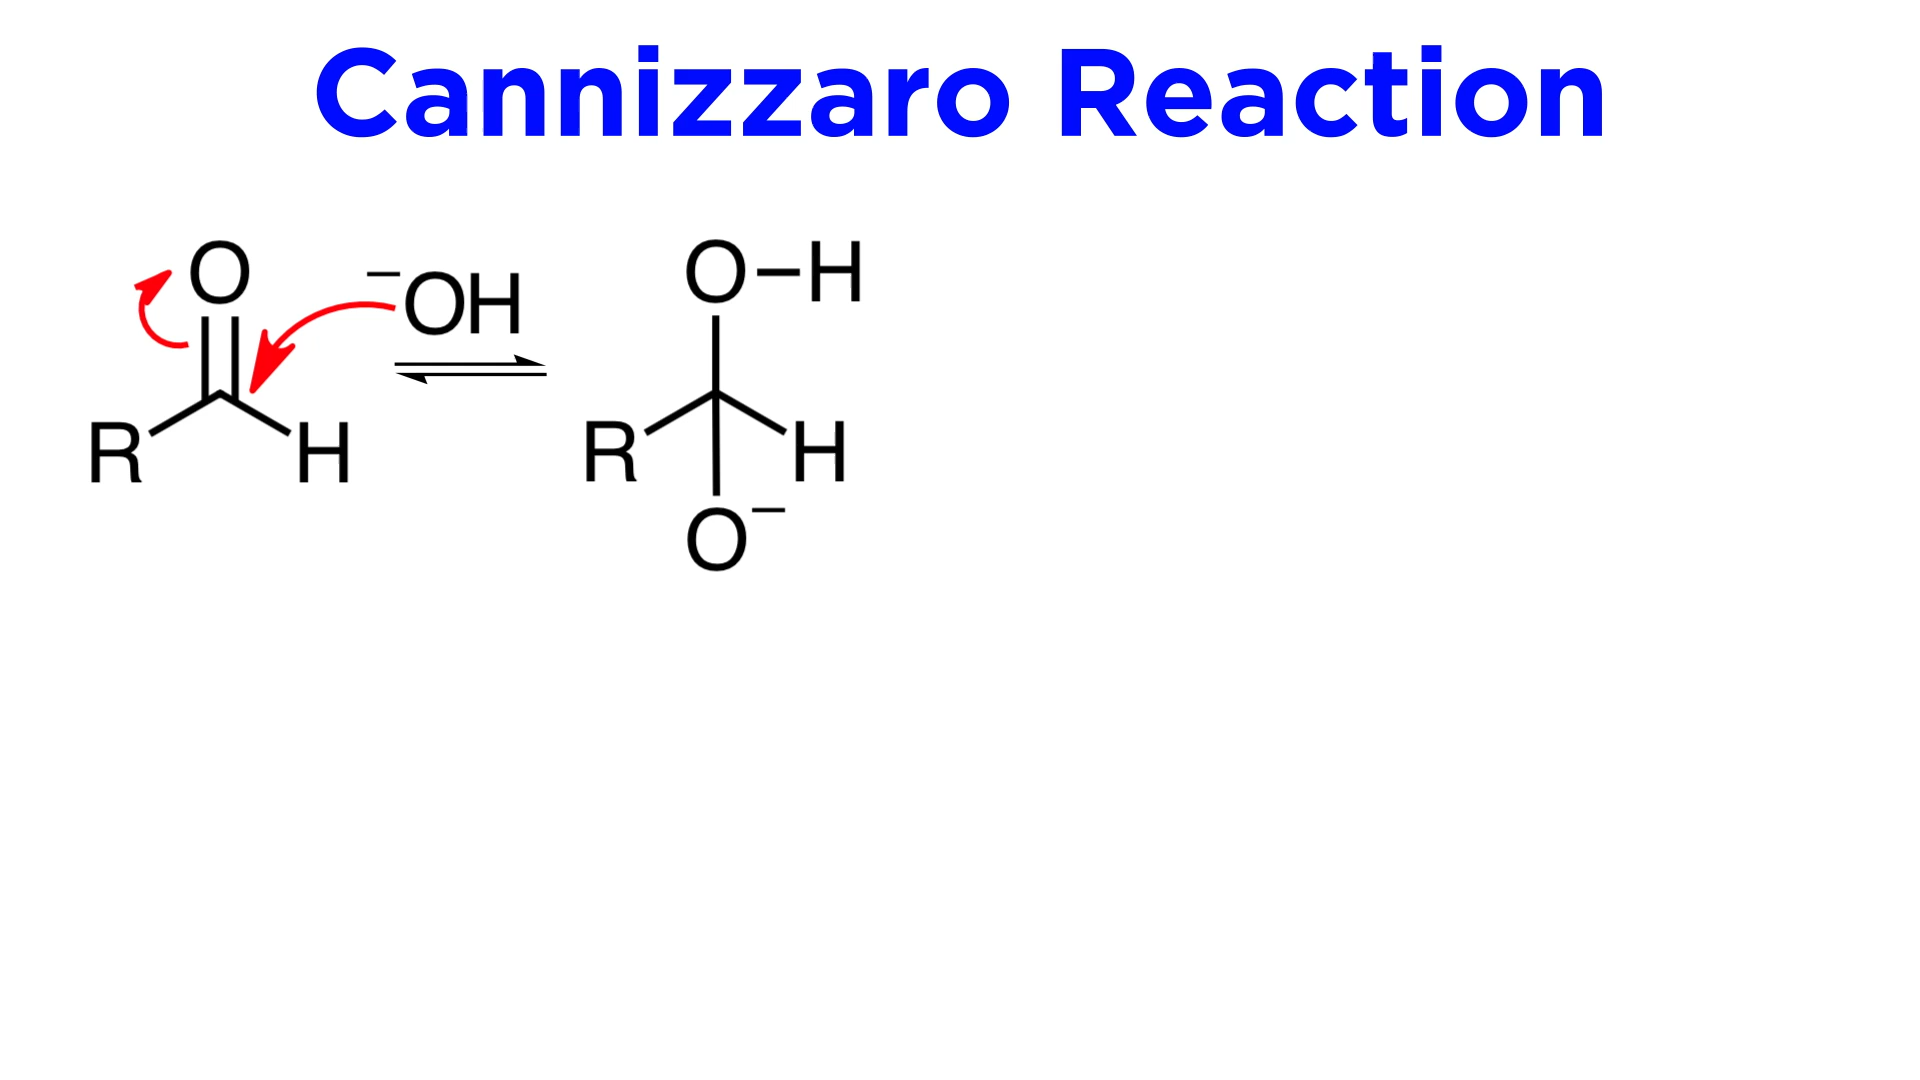 Cannizzaro Reaction
O ⁻OH O–H
R H R H
O⁻